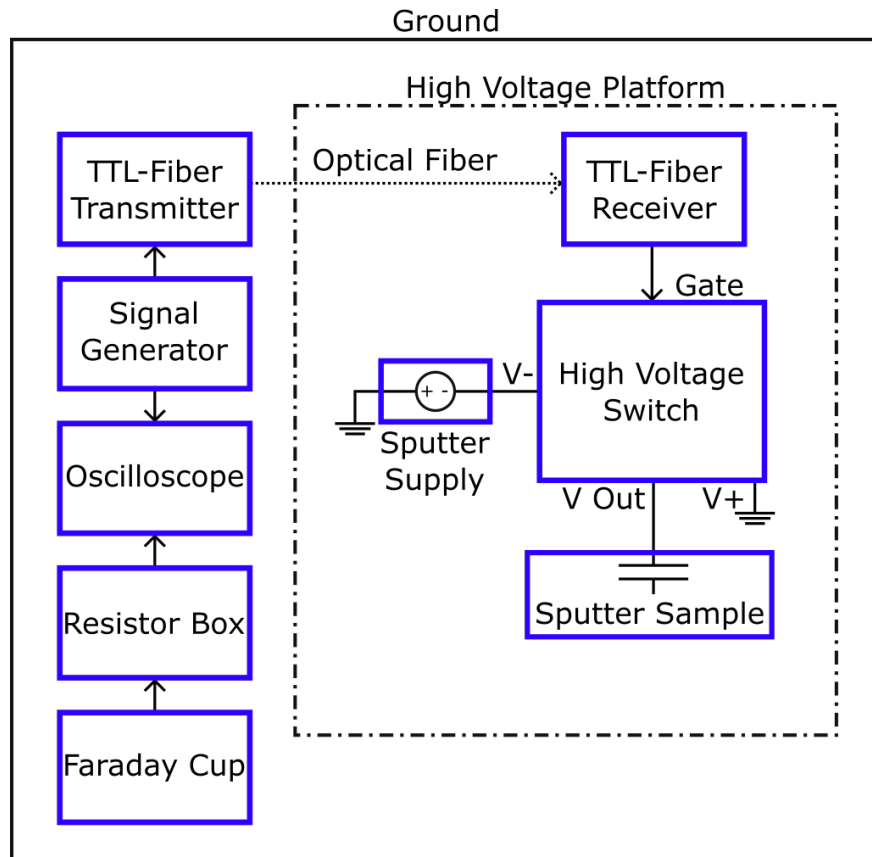 Ground
High Voltage Platform
TTL-Fiber
Transmitter
Optical Fiber
TTL-Fiber
Receiver
Signal
Generator
Gate
High Voltage
Switch
V-
+ -
Sputter
Supply
Oscilloscope
V Out
V+
Resistor Box
Sputter Sample
Faraday Cup